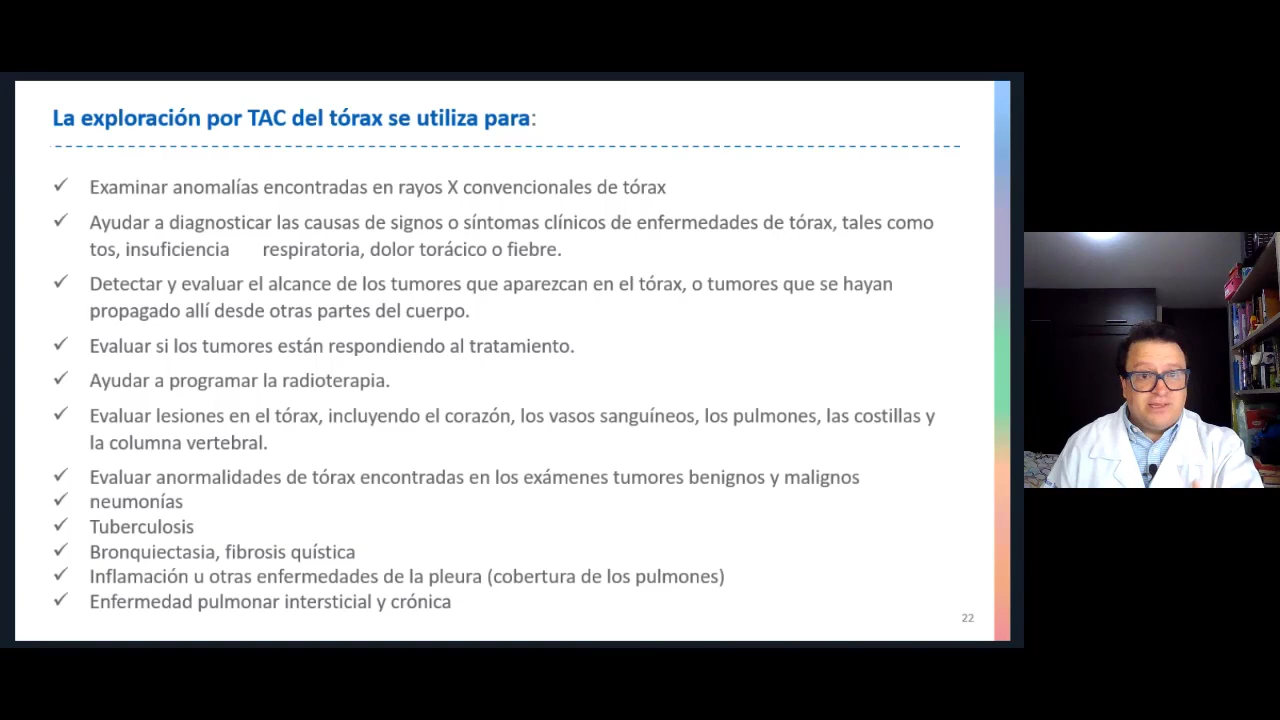 La exploración por TAC del tórax se utiliza para:
✓ Examinar anomalías encontradas en rayos X convencionales de tórax
✓ Ayudar a diagnosticar las causas de signos o síntomas clínicos de enfermedades de tórax, tales como
tos, insuficiencia respiratoria, dolor torácico o fiebre.
✓ Detectar y evaluar el alcance de los tumores que aparezcan en el tórax, o tumores que se hayan
propagado allí desde otras partes del cuerpo.
✓ Evaluar si los tumores están respondiendo al tratamiento.
✓ Ayudar a programar la radioterapia.
✓ Evaluar lesiones en el tórax, incluyendo el corazón, los vasos sanguíneos, los pulmones, las costillas y
la columna vertebral.
✓ Evaluar anormalidades de tórax encontradas en los exámenes tumores benignos y malignos
✓ neumonías
✓ Tuberculosis
✓ Bronquiectasia, fibrosis quística
✓ Inflamación u otras enfermedades de la pleura (cobertura de los pulmones)
✓ Enfermedad pulmonar intersticial y crónica
22